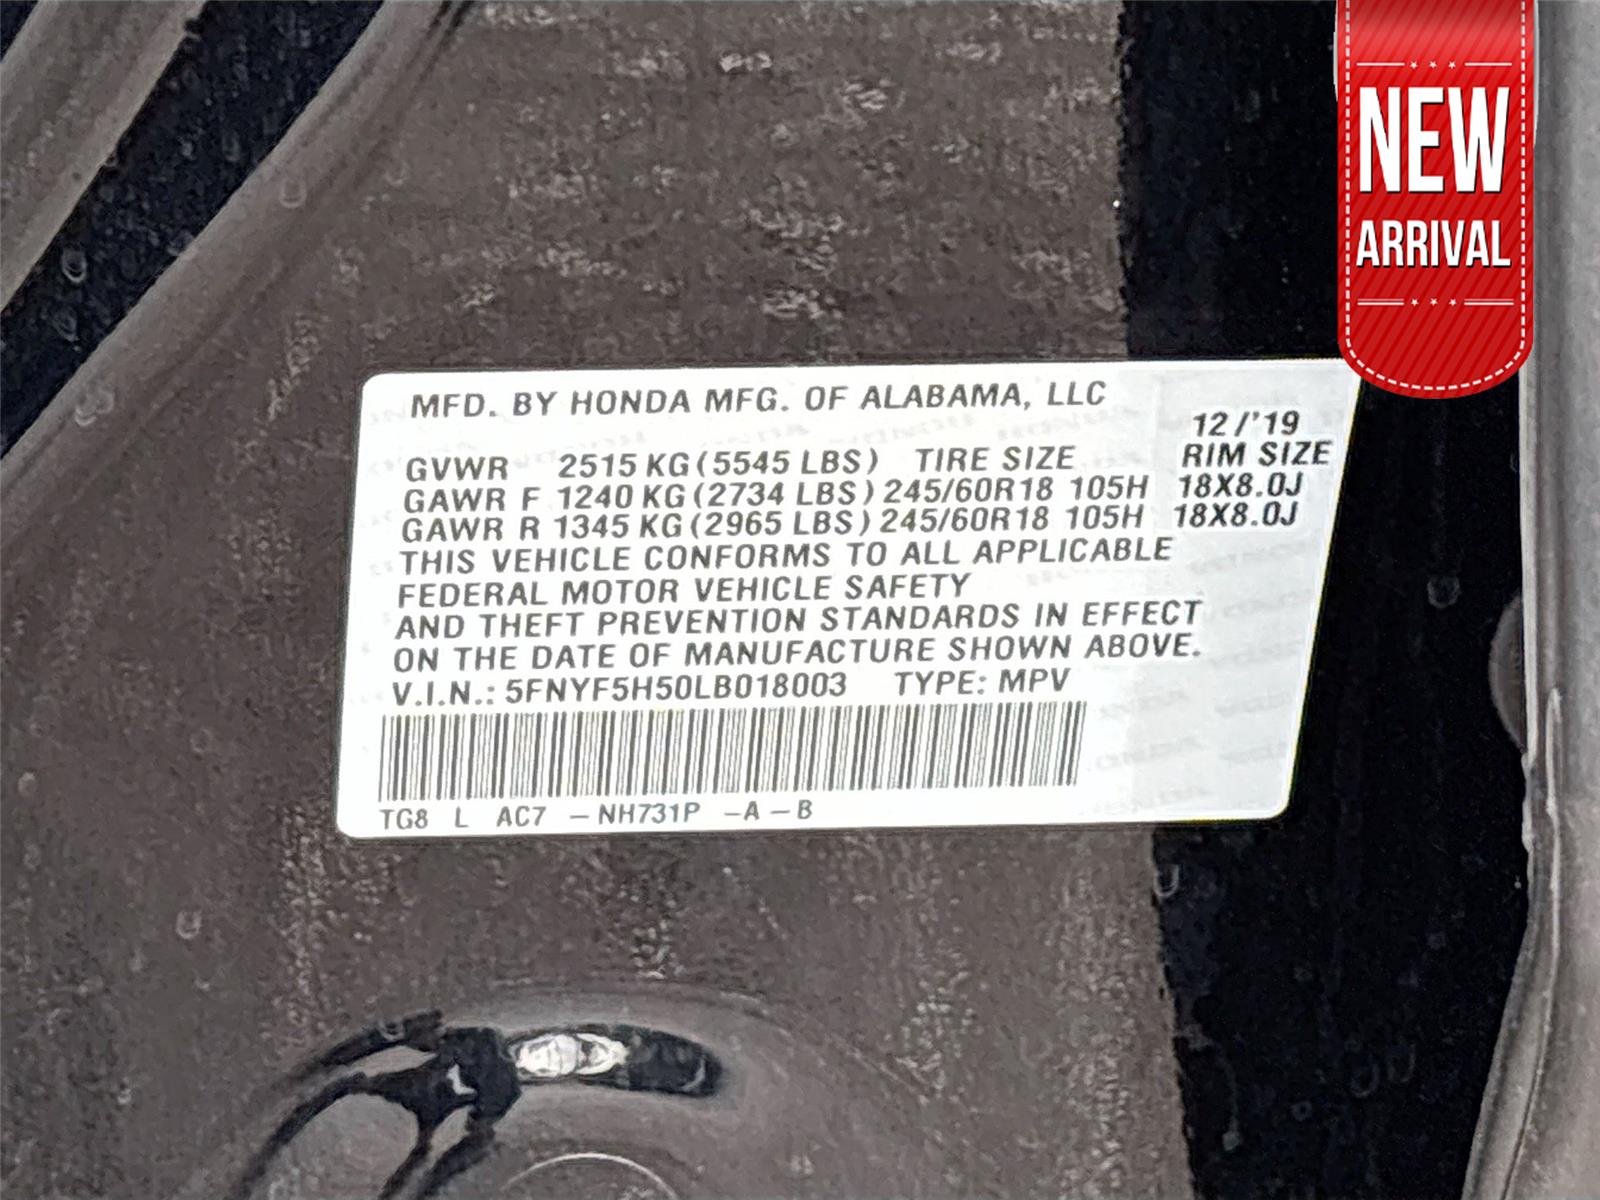 NEW
ARRIVAL
MFD. BY HONDA MFG. OF ALABAMA, LLC
12/'19
GVWR 2515 KG (5545 LBS) TIRE SIZE RIM SIZE
GAWR F 1240 KG (2734 LBS) 245/60R18 105H 18X8.0J
GAWR R 1345 KG (2965 LBS) 245/60R18 105H 18X8.0J
THIS VEHICLE CONFORMS TO ALL APPLICABLE
FEDERAL MOTOR VEHICLE SAFETY
AND THEFT PREVENTION STANDARDS IN EFFECT
ON THE DATE OF MANUFACTURE SHOWN ABOVE.
V.I.N.: 5FNYF5H50LB018003 TYPE: MPV
TG8 L AC7 -NH731P -A-B